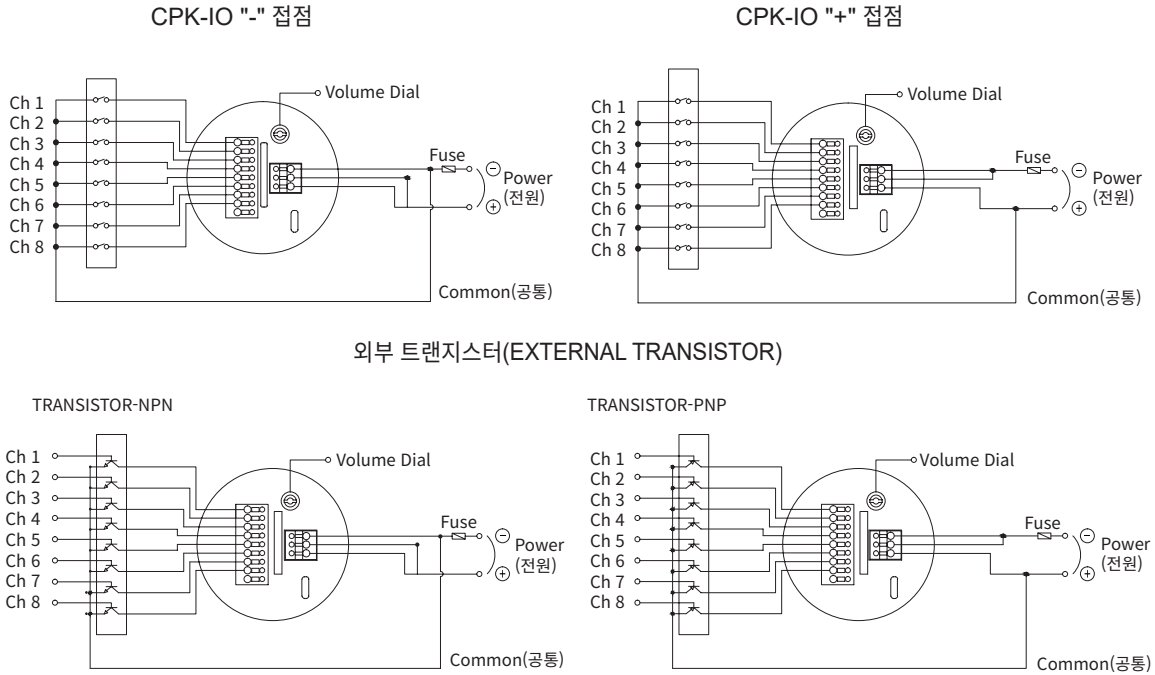 CPK-IO "-" 접점
CPK-IO "+" 접점
Ch 1
Ch 2
Ch 3
Ch 4
Ch 5
Ch 6
Ch 7
Ch 8
Volume Dial
Fuse
⊖
Power
(전원)
⊕
Common(공통)
Ch 1
Ch 2
Ch 3
Ch 4
Ch 5
Ch 6
Ch 7
Ch 8
Volume Dial
Fuse
⊖
Power
(전원)
⊕
Common(공통)
외부 트랜지스터(EXTERNAL TRANSISTOR)
TRANSISTOR-NPN
Ch 1
Ch 2
Ch 3
Ch 4
Ch 5
Ch 6
Ch 7
Ch 8
Volume Dial
Fuse
⊖
Power
(전원)
⊕
Common(공통)
TRANSISTOR-PNP
Ch 1
Ch 2
Ch 3
Ch 4
Ch 5
Ch 6
Ch 7
Ch 8
Volume Dial
Fuse
⊖
Power
(전원)
⊕
Common(공통)